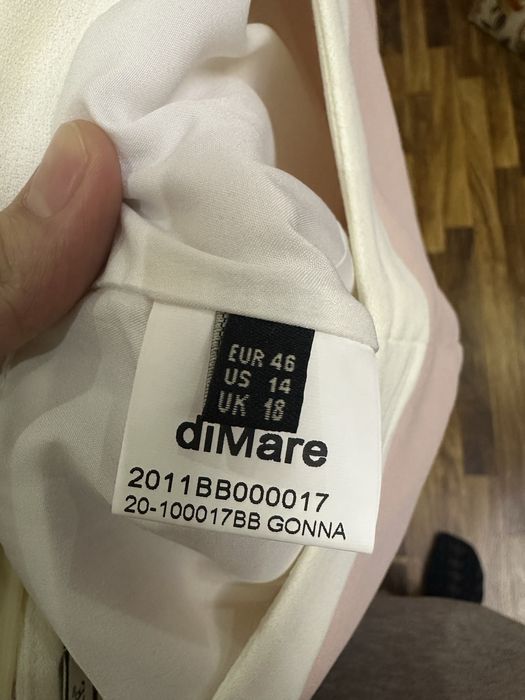 EUR 46
US 14
UK 18
diMare
2011BB000017
20-100017BB GONNA